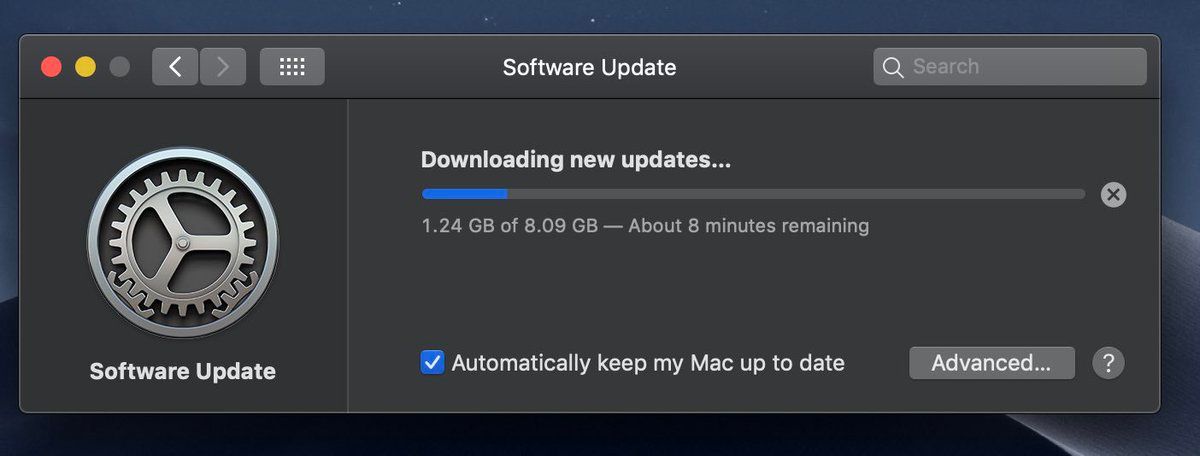 Software Update
Search
Downloading new updates...
1.24 GB of 8.09 GB — About 8 minutes remaining
Software Update
Automatically keep my Mac up to date
Advanced...
?